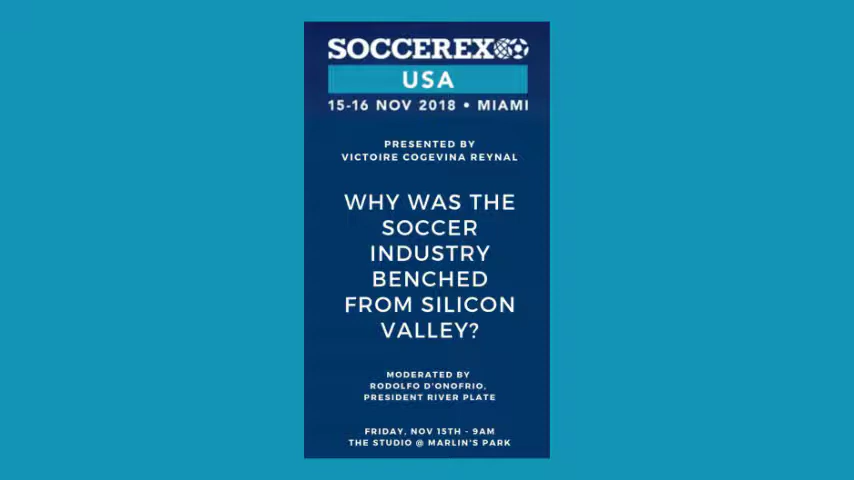 SOCCEREX
USA
15-16 NOV 2018 • MIAMI
PRESENTED BY
VICTOIRE COGEVINA REYNAL
WHY WAS THE
SOCCER
INDUSTRY
BENCHED
FROM SILICON
VALLEY?
MODERATED BY
RODOLFO D'ONOFRIO,
PRESIDENT RIVER PLATE
FRIDAY, NOV 15TH - 9AM
THE STUDIO @ MARLIN'S PARK